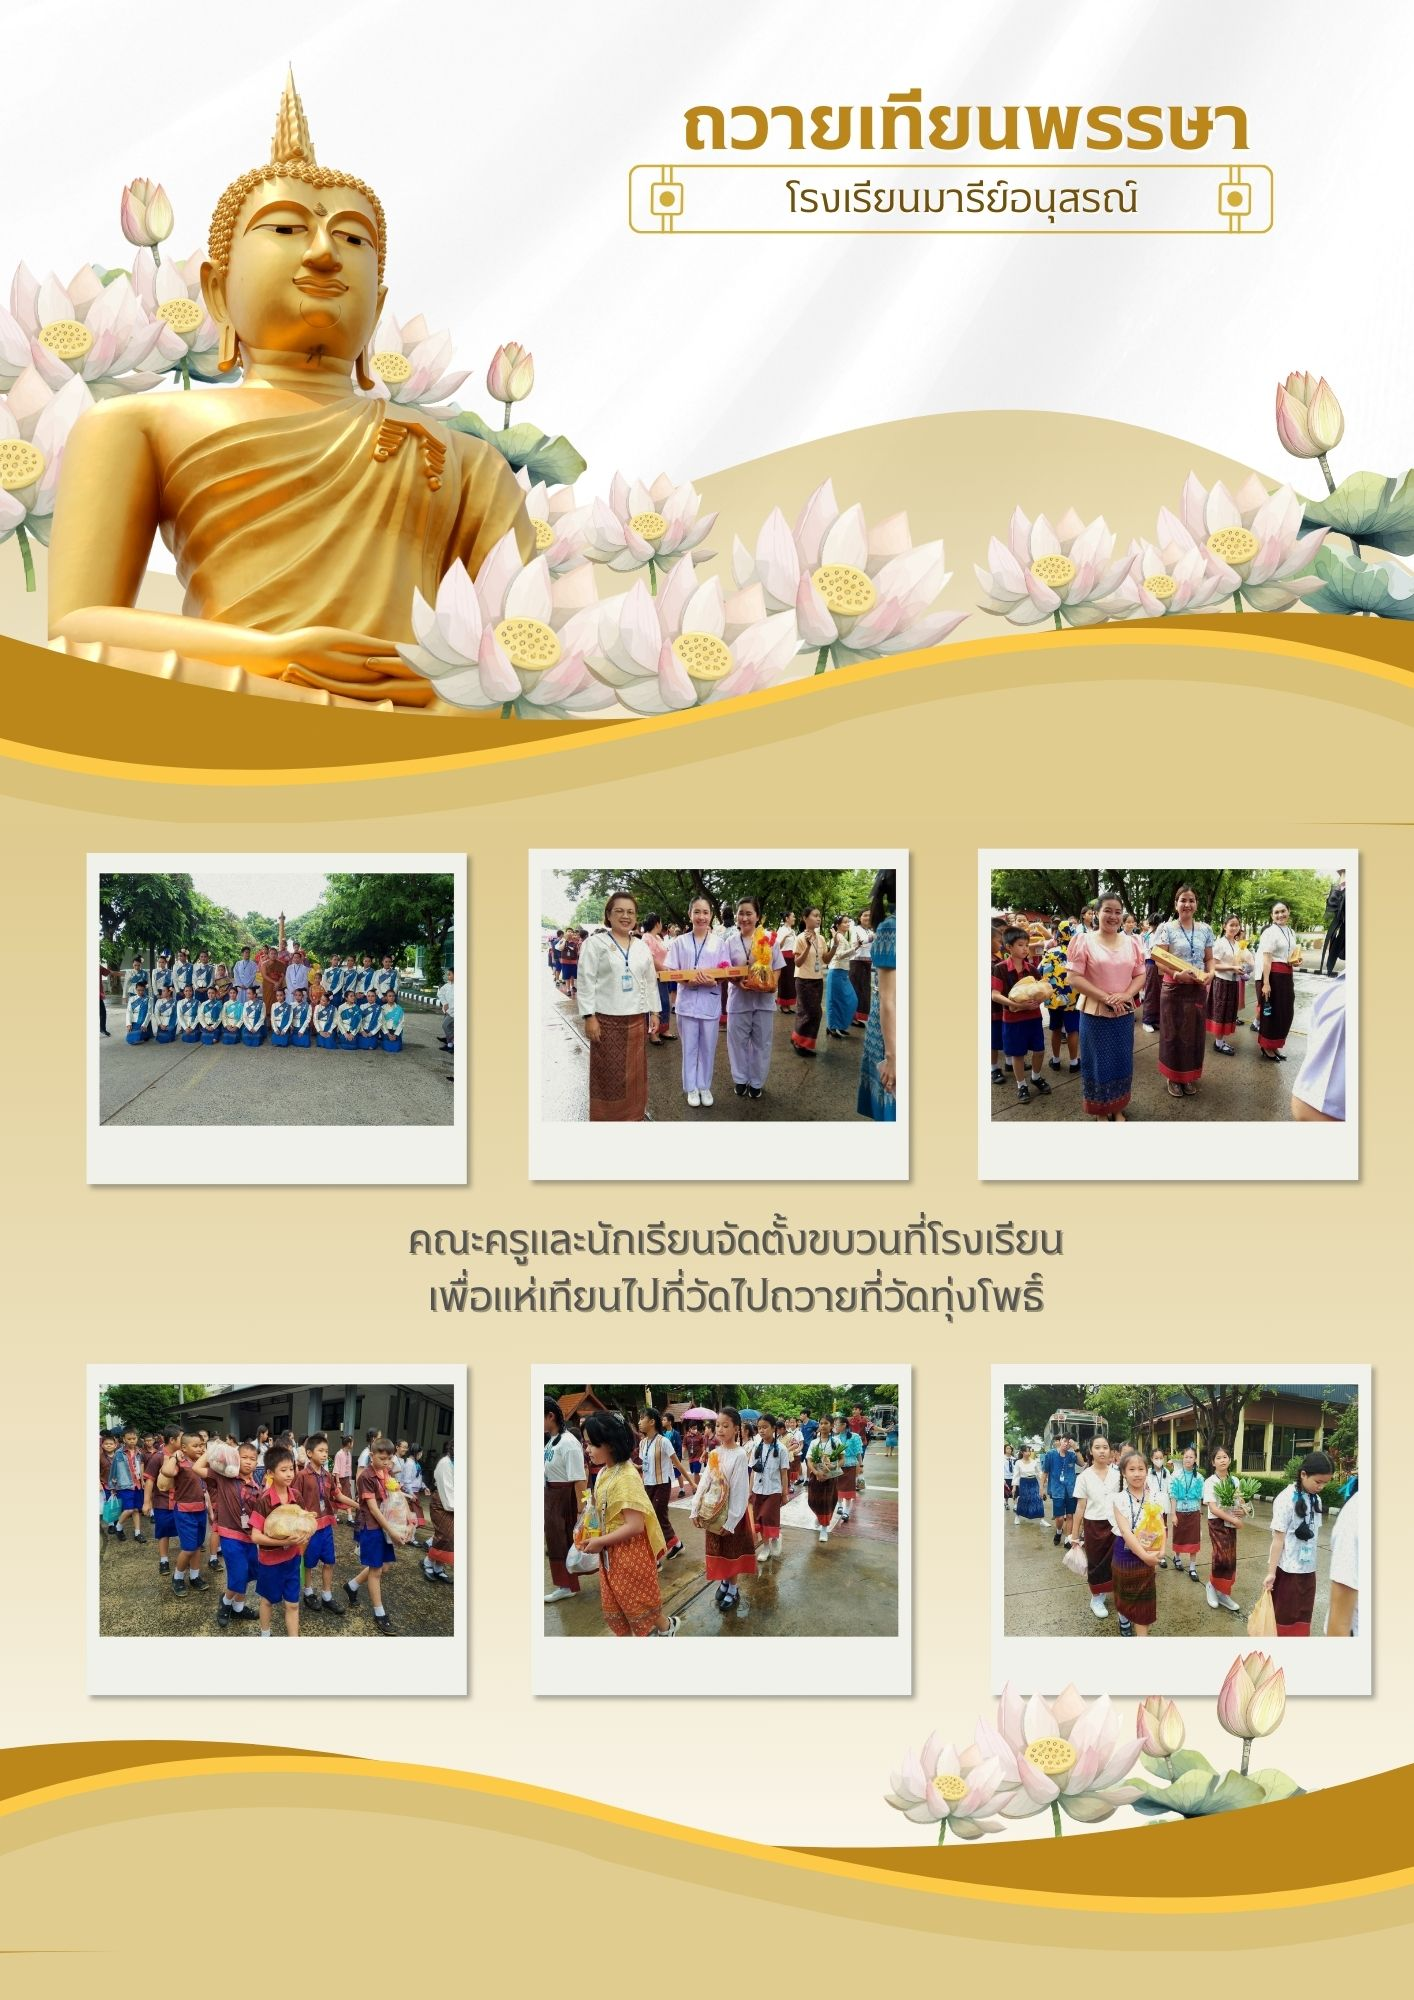 ถวายเทียนพรรษา
โรงเรียนมารีย์อนุสรณ์
คณะครูและนักเรียนจัดตั้งขบวนที่โรงเรียน
เพื่อแห่เทียนไปที่วัดไปถวายที่วัดทุ่งโพธิ์